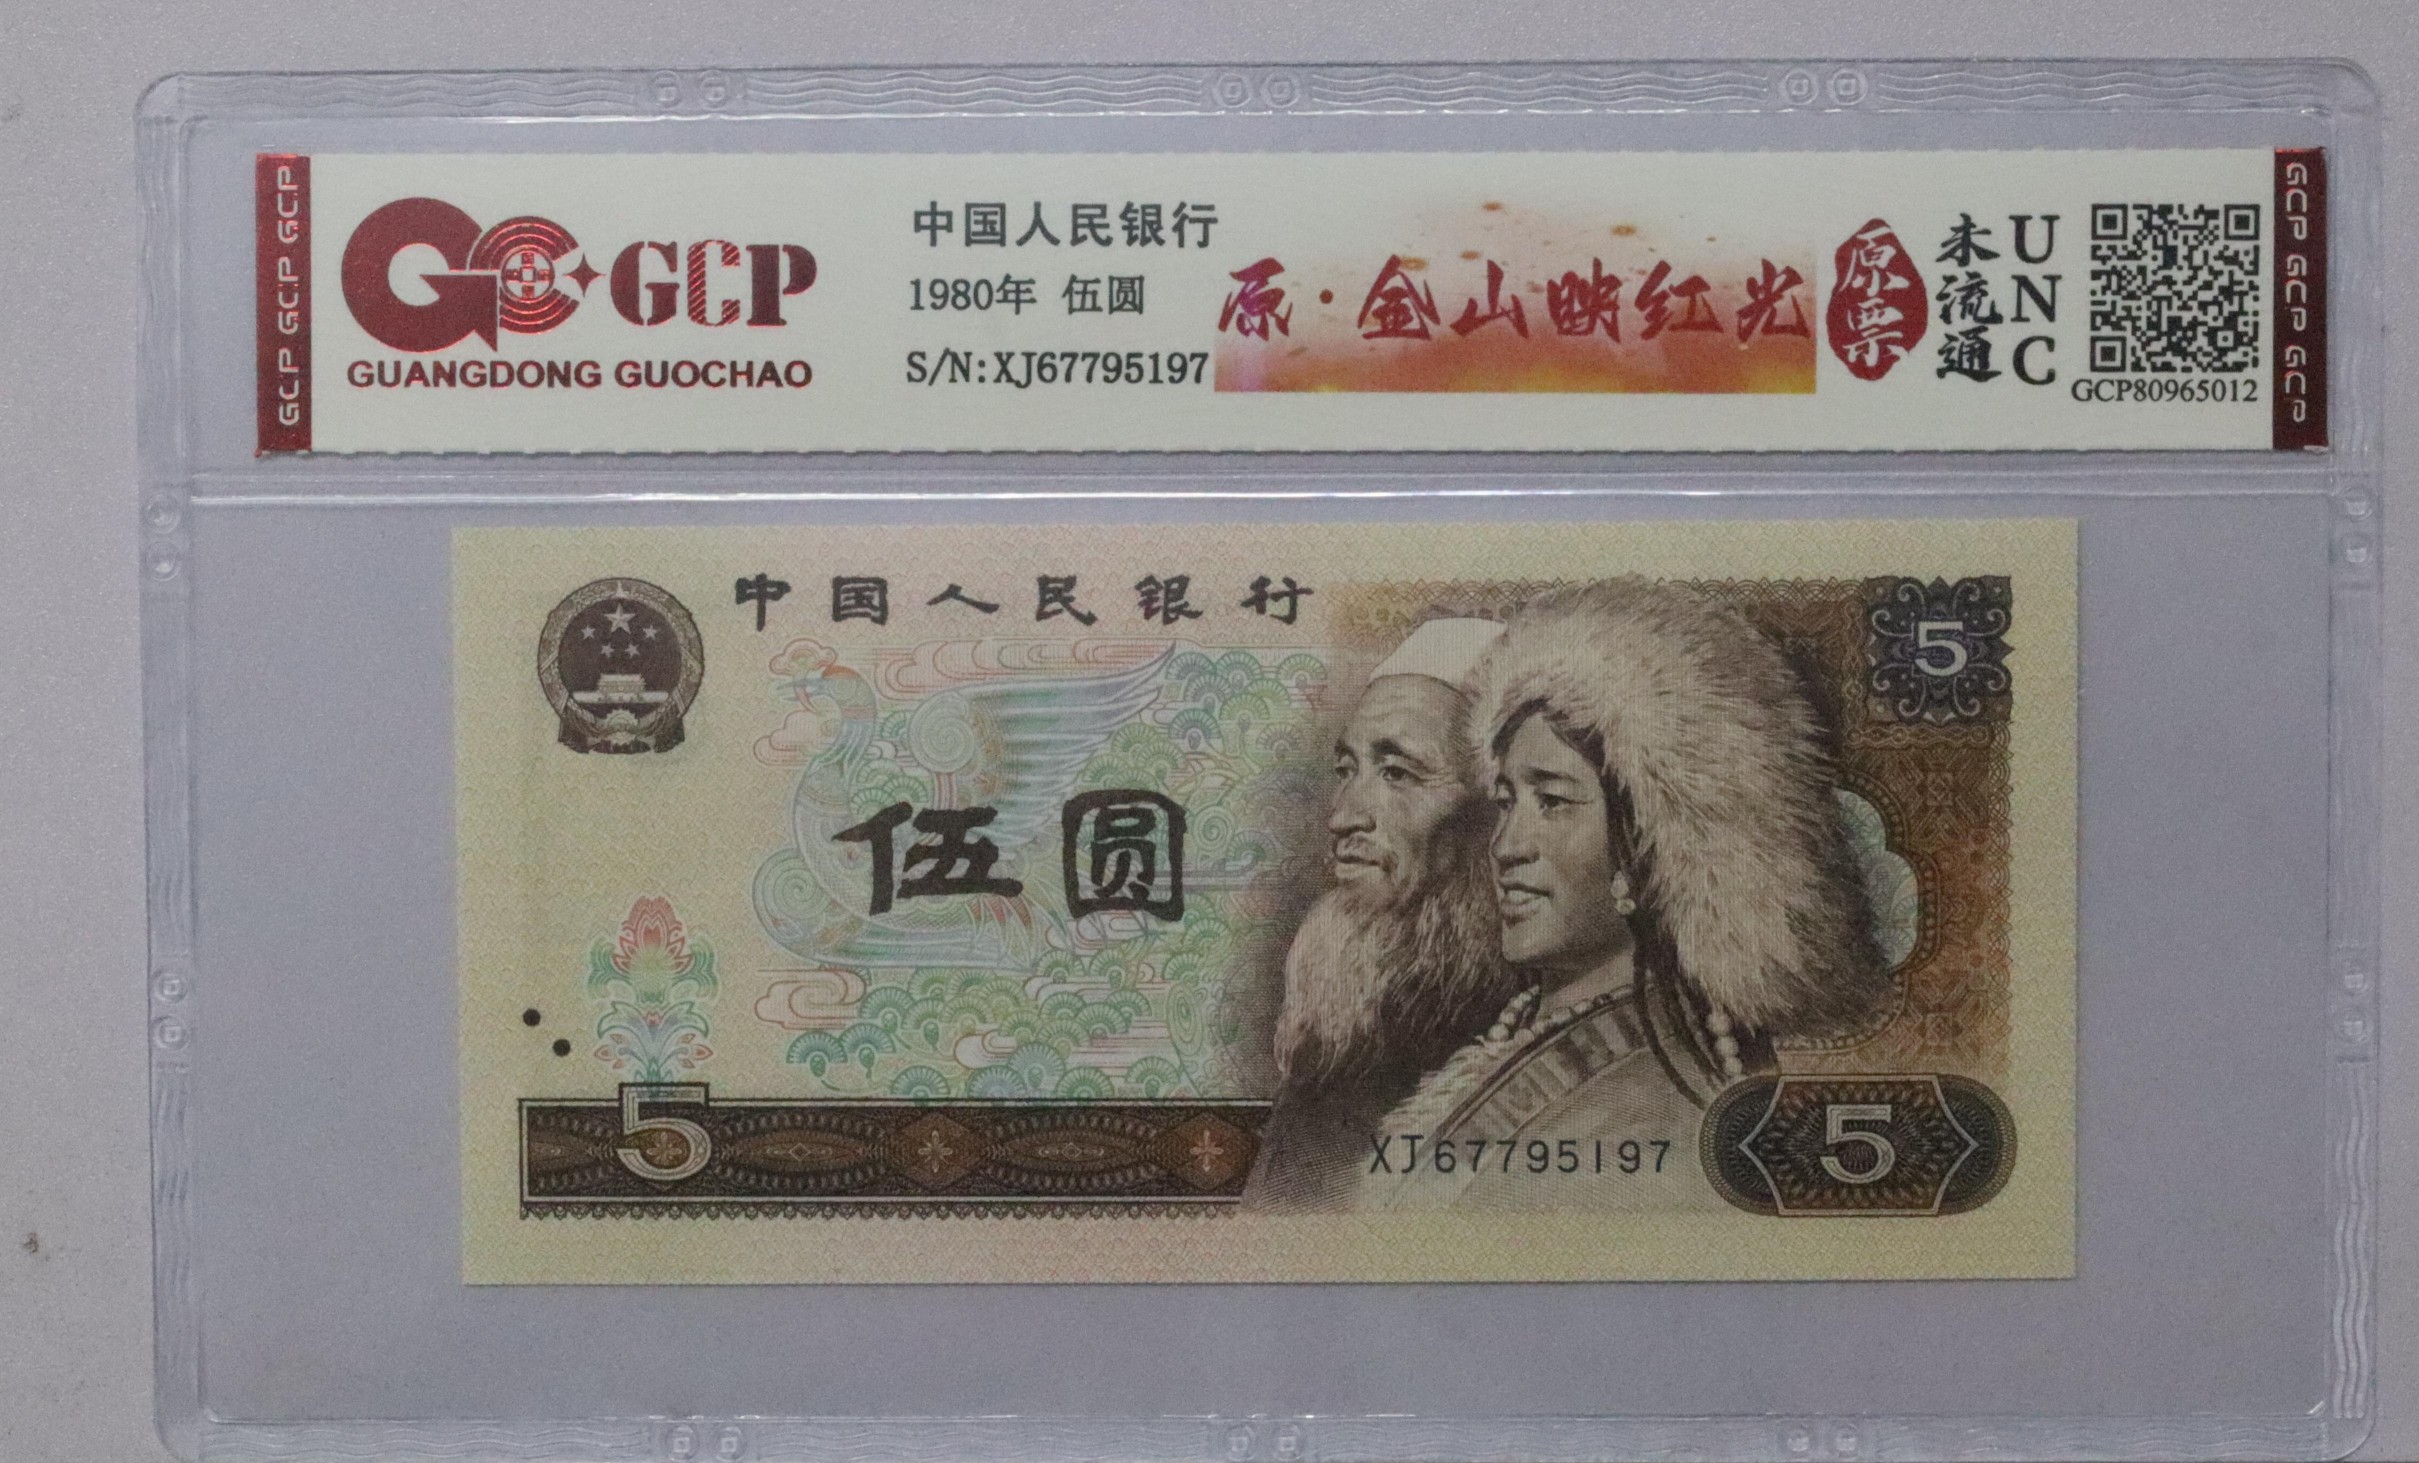 GCP GCP GCP
GCP
GUANGDONG GUOCHAO
中国人民银行
1980年 伍圆
S/N:XJ67795197
原·金山映红光
原票
未流通
UNC
GCP80965012
GCP GCP GCP
中国人民银行
5
伍圆
5
XJ67795197
5